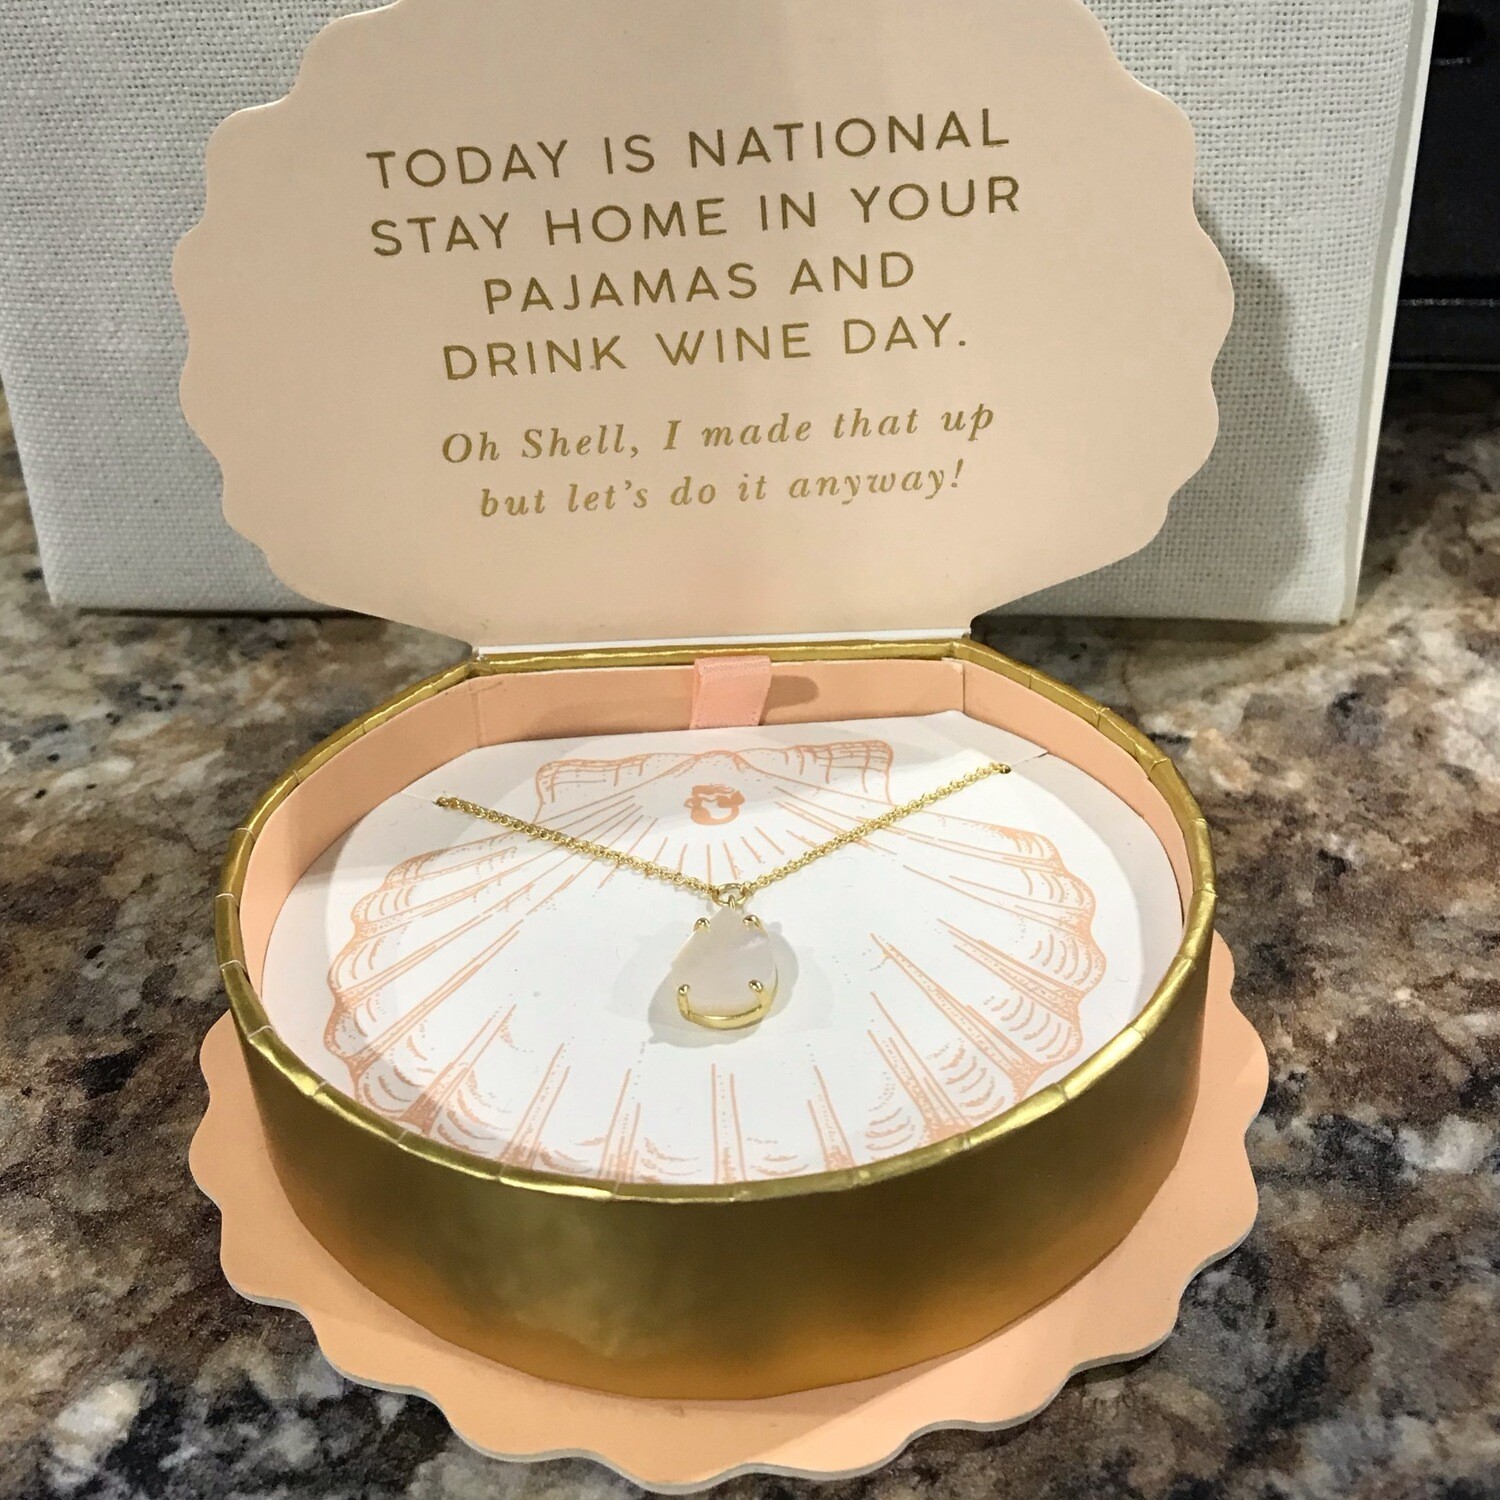 TODAY IS NATIONAL
STAY HOME IN YOUR
PAJAMAS AND
DRINK WINE DAY.
Oh Shell, I made that up
but let's do it anyway!